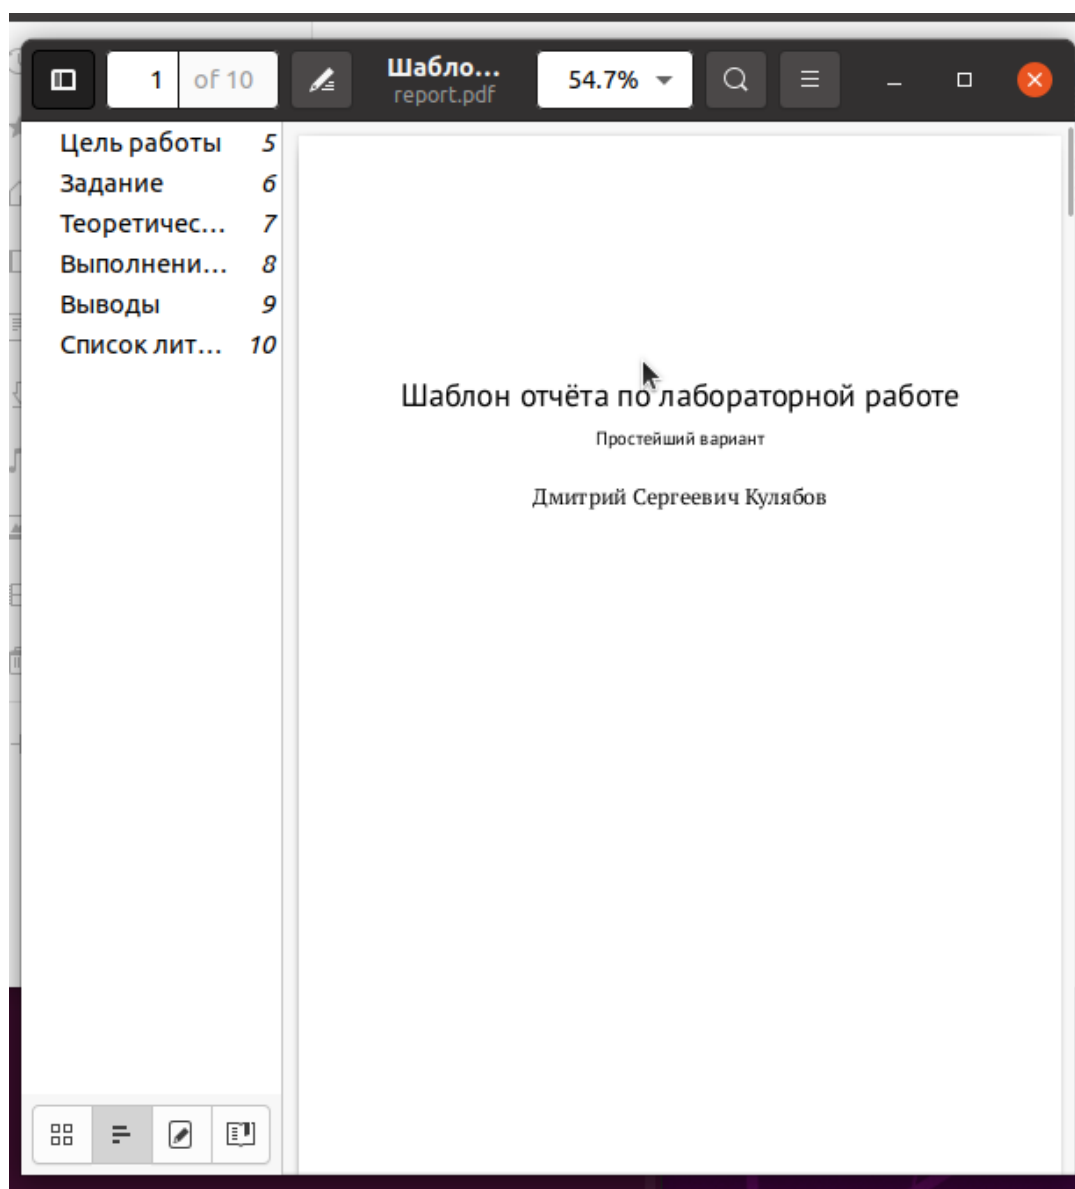 1 of 10 Шабло... 54.7%
report.pdf
Цель работы 5
Задание 6
Теоретичес... 7
Выполнени... 8
Выводы 9
Список лит... 10
Шаблон отчёта по лабораторной работе
Простейший вариант
Дмитрий Сергеевич Кулябов